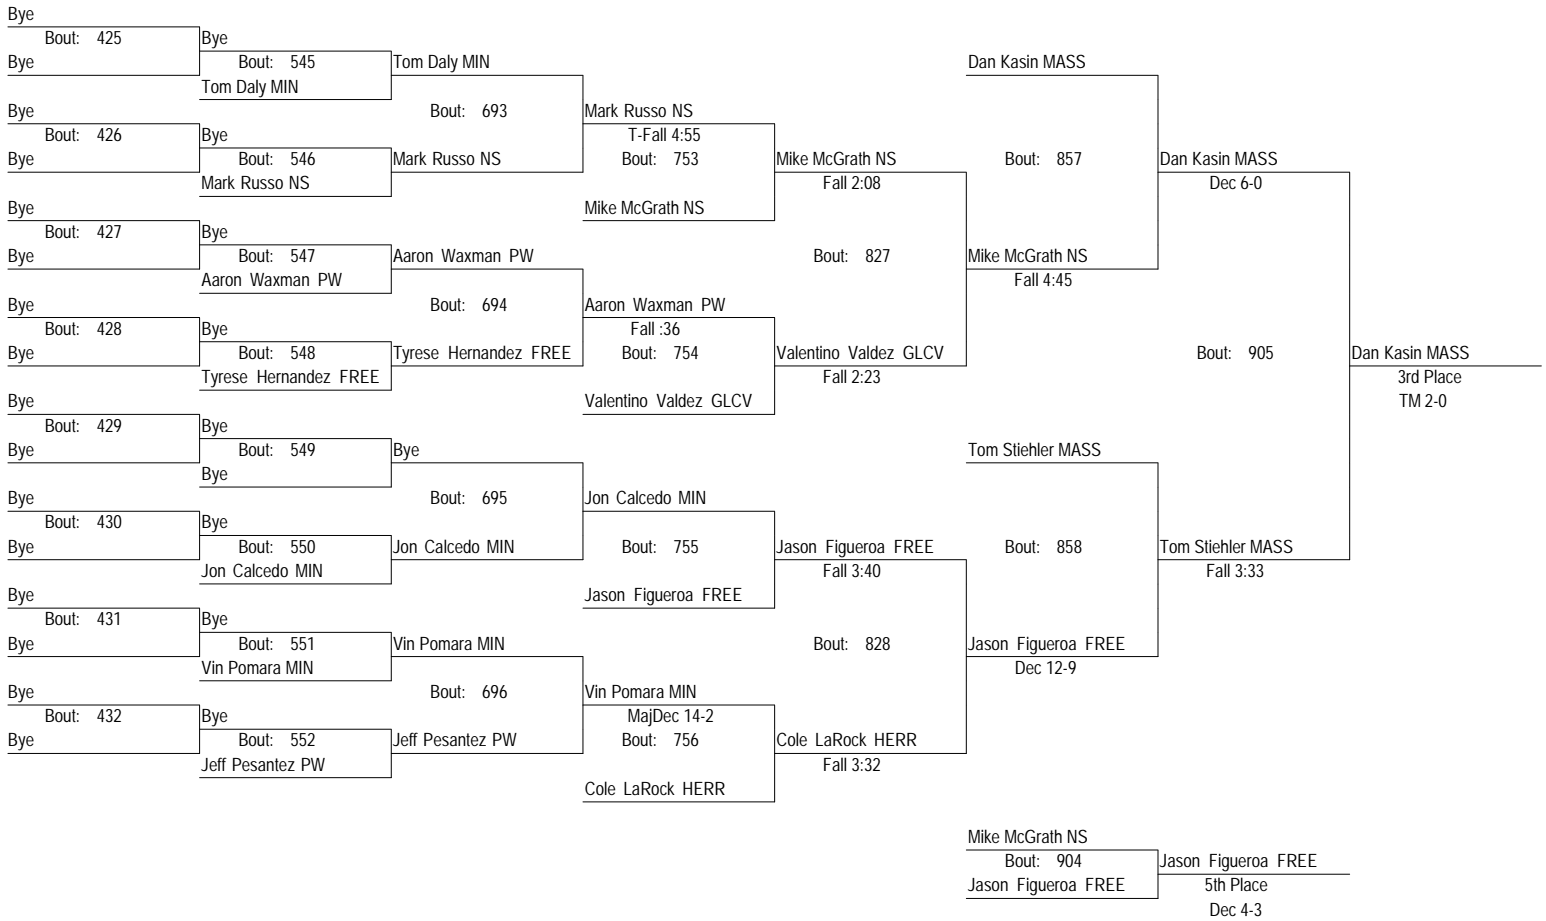 Bye
Bout: 425
Bye
Bye
Bout: 545
Tom Daly MIN
Bye
Bout: 426
Bye
Bye
Bout: 546
Mark Russo NS
Bye
Bout: 427
Bye
Bye
Bout: 547
Aaron Waxman PW
Bye
Bout: 428
Bye
Bye
Bout: 548
Tyrese Hernandez FREE
Bye
Bout: 429
Bye
Bye
Bout: 549
Bye
Bye
Bout: 430
Bye
Bye
Bout: 550
Jon Calcedo MIN
Bye
Bout: 431
Bye
Bye
Bout: 551
Vin Pomara MIN
Bye
Bout: 432
Bye
Bye
Bout: 552
Jeff Pesantez PW
Tom Daly MIN
Bout: 693
Mark Russo NS
Aaron Waxman PW
Bout: 694
Tyrese Hernandez FREE
Bye
Bout: 695
Jon Calcedo MIN
Vin Pomara MIN
Bout: 696
Jeff Pesantez PW
Mark Russo NS
T-Fall 4:55
Bout: 753
Mike McGrath NS
Aaron Waxman PW
Fall :36
Bout: 754
Valentino Valdez GLCV
Jon Calcedo MIN
Bout: 755
Jason Figueroa FREE
Vin Pomara MIN
MajDec 14-2
Bout: 756
Cole LaRock HERR
Mike McGrath NS
Fall 2:08
Bout: 827
Valentino Valdez GLCV
Fall 2:23
Jason Figueroa FREE
Fall 3:40
Bout: 828
Cole LaRock HERR
Fall 3:32
Dan Kasin MASS
Bout: 857
Mike McGrath NS
Fall 4:45
Tom Stiehler MASS
Bout: 858
Jason Figueroa FREE
Dec 12-9
Dan Kasin MASS
Dec 6-0
Bout: 905
Tom Stiehler MASS
Fall 3:33
Dan Kasin MASS
3rd Place
TM 2-0
Mike McGrath NS
Bout: 904
Jason Figueroa FREE
Jason Figueroa FREE
5th Place
Dec 4-3